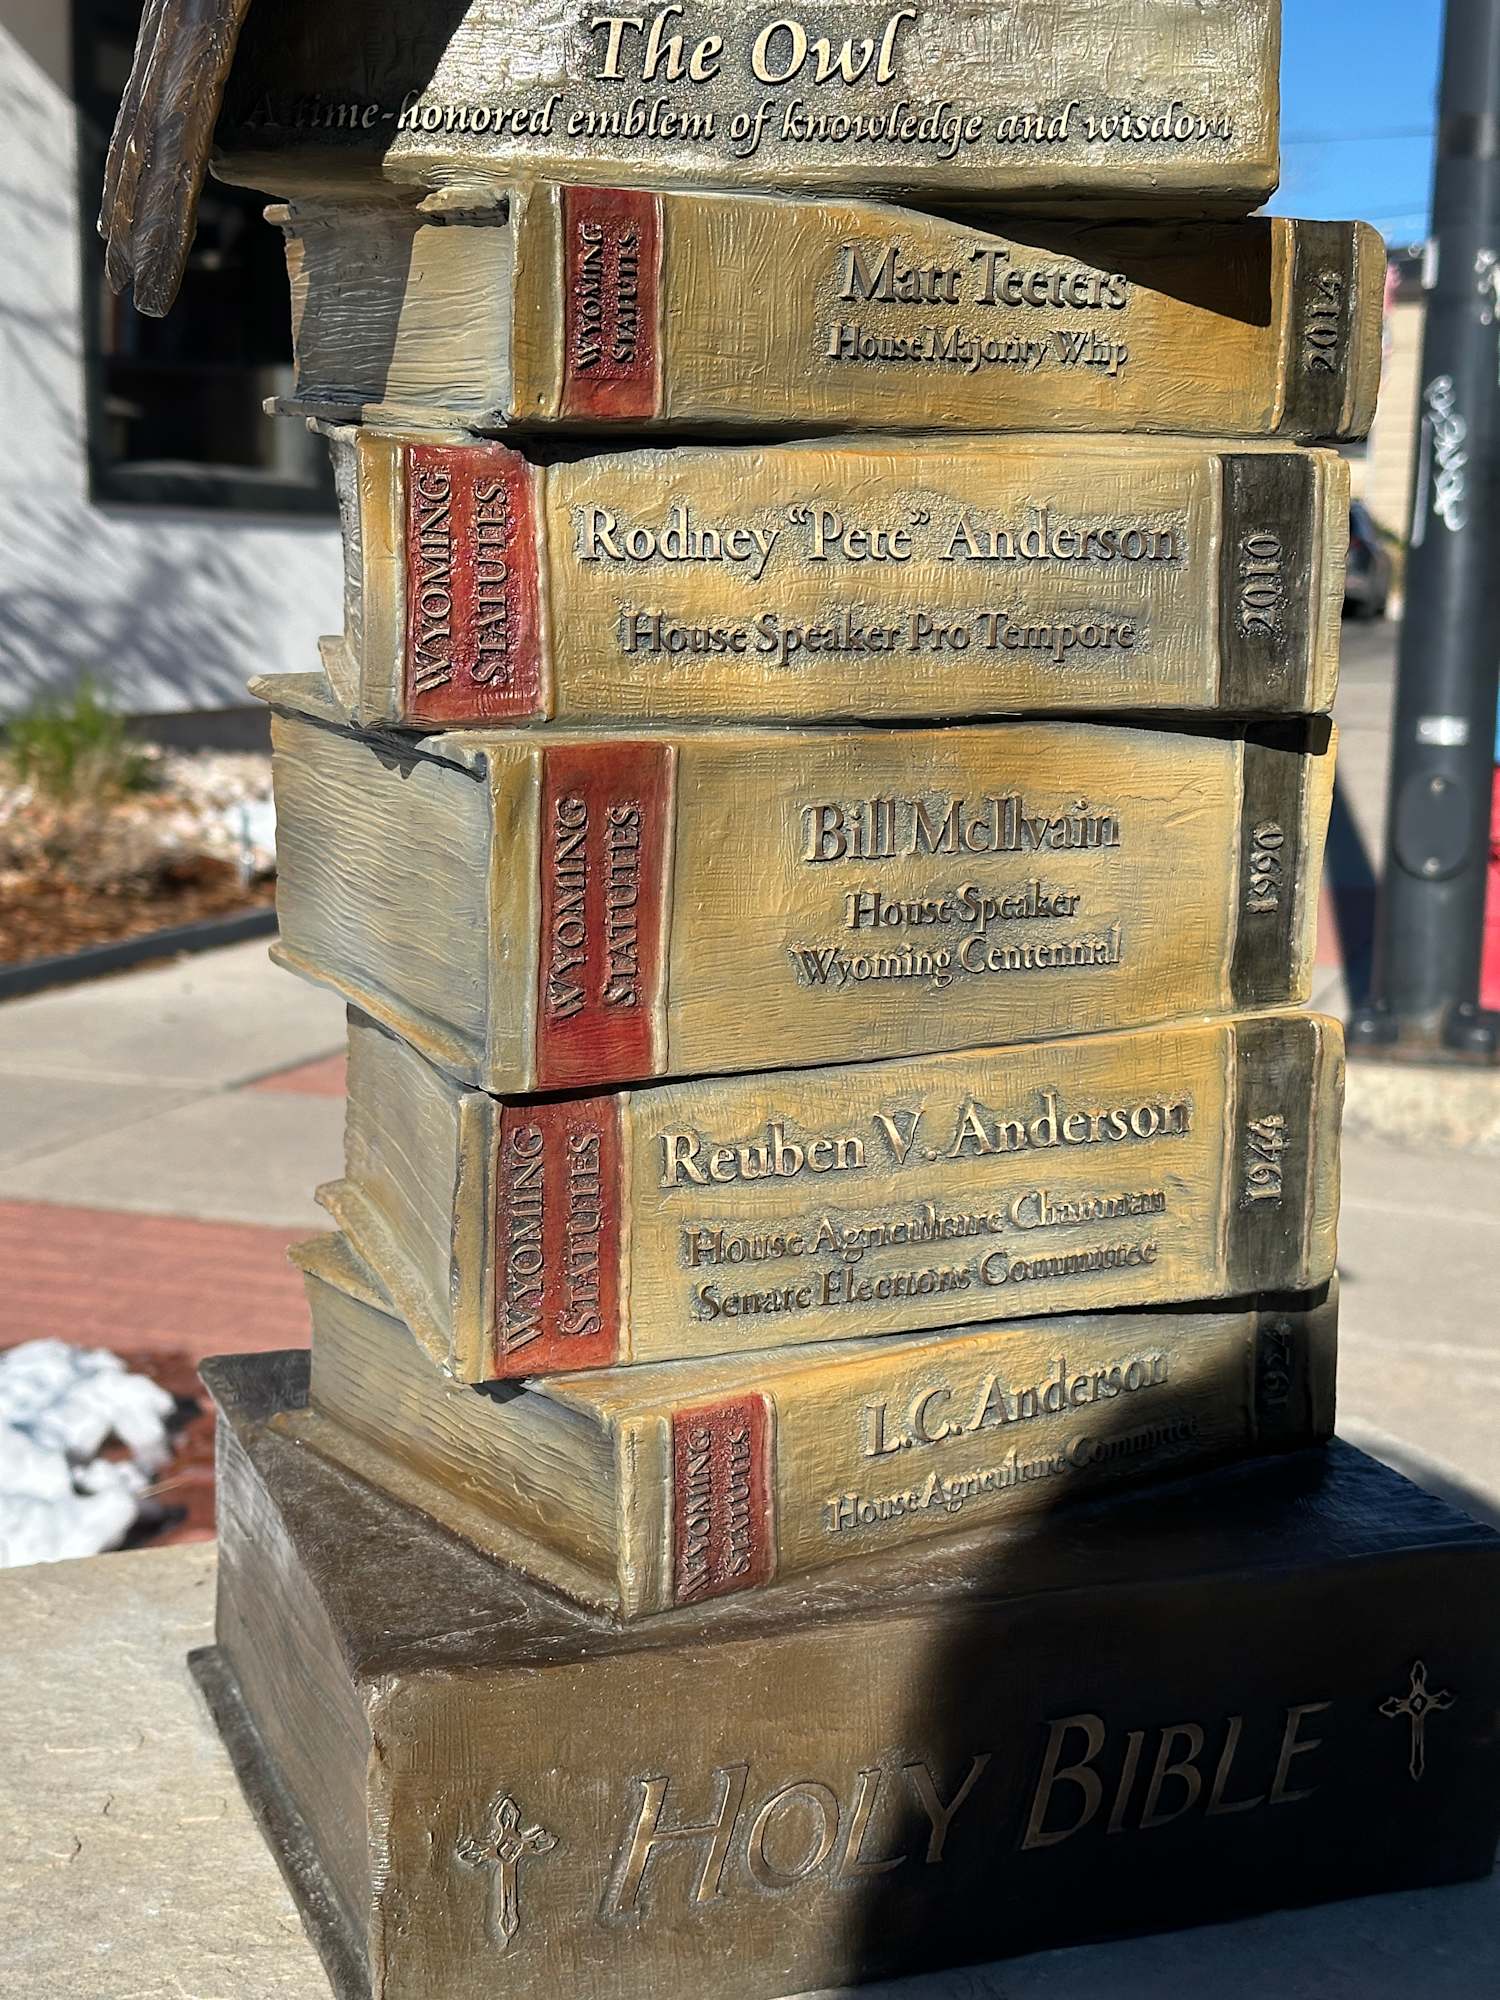 The Owl
A time-honored emblem of knowledge and wisdom
WYOMING
STATUTES
Matt Teeters
House Majority Whip
2014
WYOMING
STATUTES
Rodney “Pete” Anderson
House Speaker Pro Tempore
2010
WYOMING
STATUTES
Bill McIlvain
House Speaker
Wyoming Centennial
1990
WYOMING
STATUTES
Reuben V. Anderson
House Agriculture Chairman
Senate Elections Committee
1944
WYOMING
STATUTES
L.C. Anderson
House Agriculture Committee
1924
HOLY BIBLE